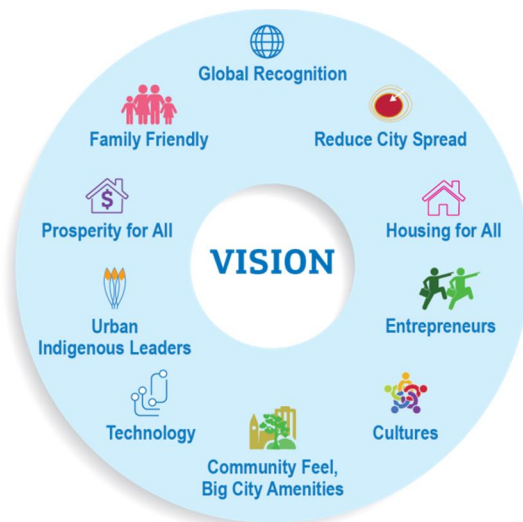 Global Recognition
Family Friendly
Reduce City Spread
$
Prosperity for All
Housing for All
VISION
Urban
Indigenous Leaders
Entrepreneurs
Technology
Cultures
Community Feel,
Big City Amenities